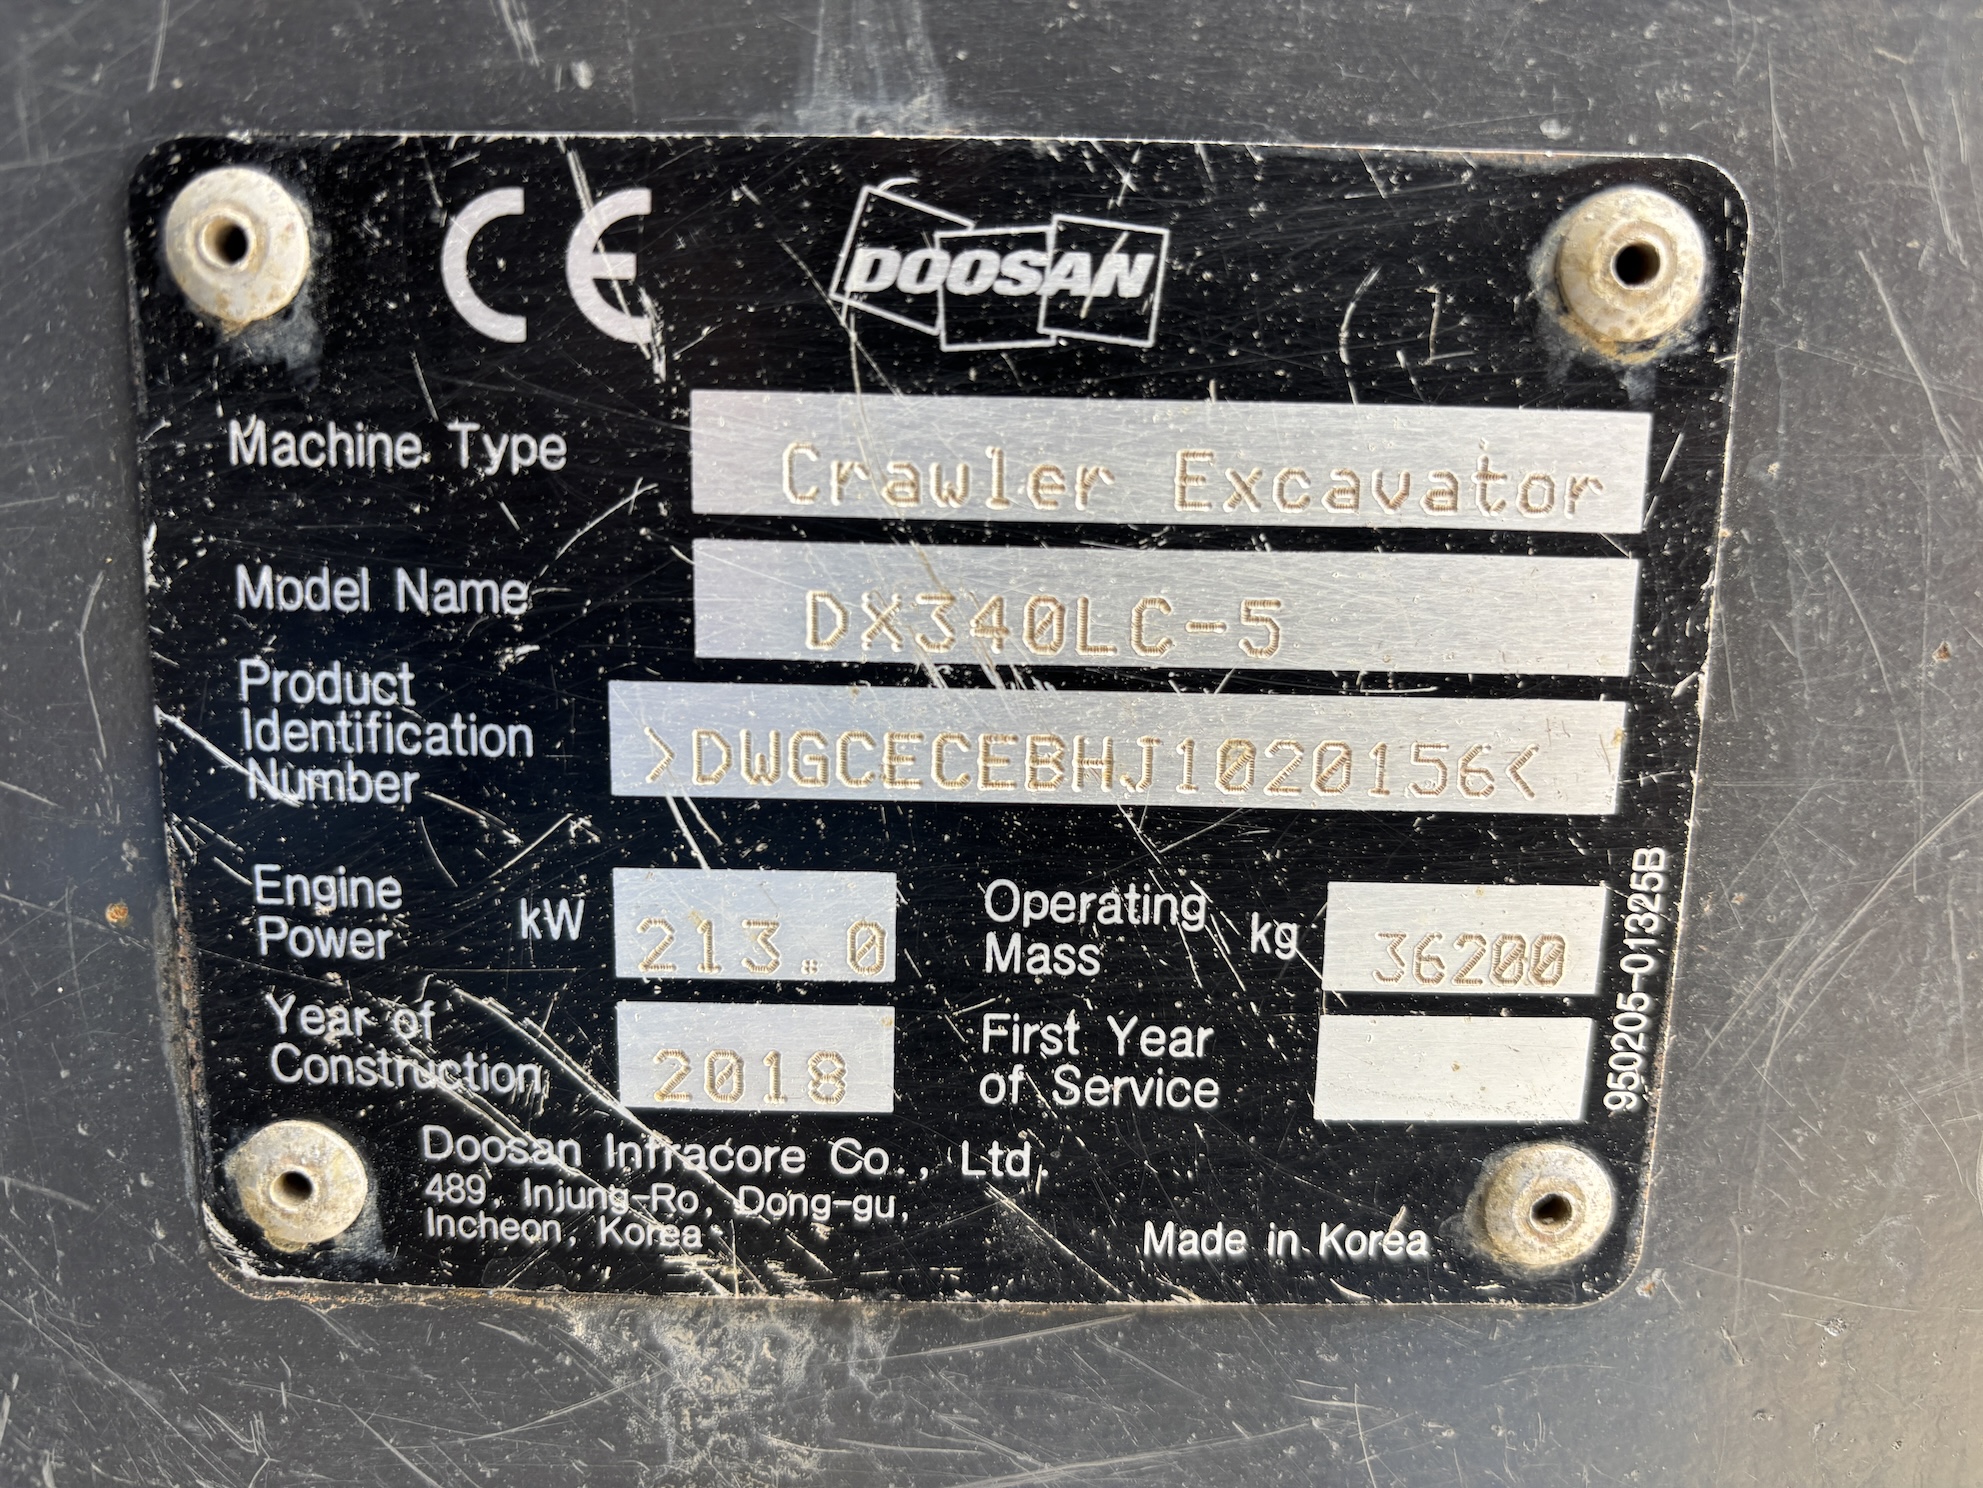 CE
DOOSAN
Machine Type Crawler Excavator
Model Name DX340LC-5
Product
Identification
Number >DWGCECEBHJ1020156<
Engine
Power kW 213.0
Operating
Mass kg 36200
Year of
Construction 2018
First Year
of Service
950205-01325B
Doosan Infracore Co., Ltd.
489, Injung-Ro, Dong-gu,
Incheon, Korea
Made in Korea